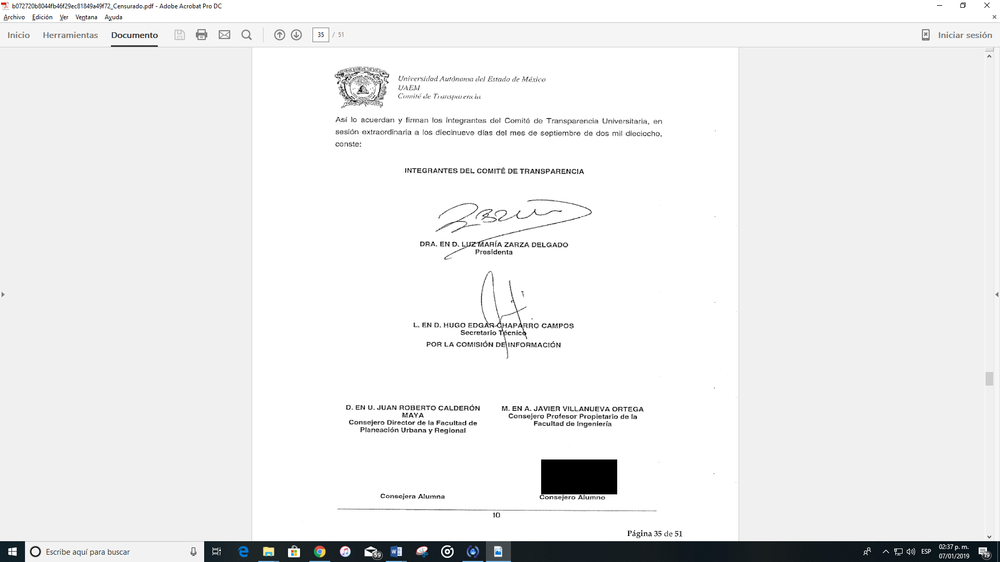 b072720b8044fb46f29ec81849a49f72_Censurado.pdf - Adobe Acrobat Pro DC
Archivo Edición Ver Ventana Ayuda
Inicio Herramientas Documento 35 / 51 Iniciar sesión
Universidad Autónoma del Estado de México
UAEM
Comité de Transparencia
Así lo acuerdan y firman los integrantes del Comité de Transparencia Universitaria, en
sesión extraordinaria a los diecinueve días del mes de septiembre de dos mil dieciocho,
conste:
INTEGRANTES DEL COMITÉ DE TRANSPARENCIA
DRA. EN D. LUZ MARÍA ZARZA DELGADO
Presidenta
L. EN D. HUGO EDGAR CHAPARRO CAMPOS
Secretario Técnico
POR LA COMISIÓN DE INFORMACIÓN
D. EN U. JUAN ROBERTO CALDERÓN
MAYA
Consejero Director de la Facultad de
Planeación Urbana y Regional
M. EN A. JAVIER VILLANUEVA ORTEGA
Consejero Profesor Propietario de la
Facultad de Ingeniería
Consejera Alumna
Consejero Alumno
10
Página 35 de 51
Escribe aquí para buscar
59
ESP
02:37 p. m.
07/01/2019
19